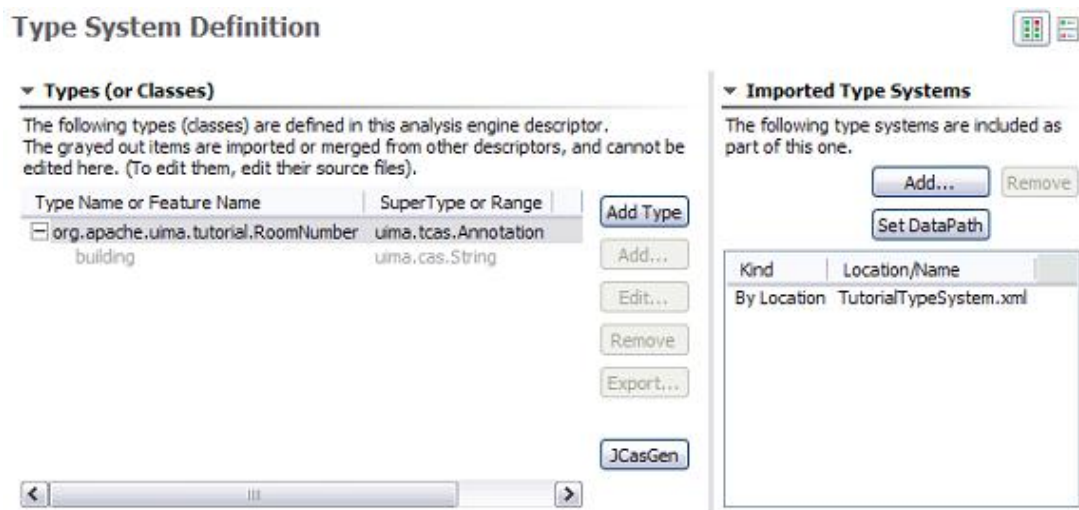 Type System Definition
Types (or Classes)
The following types (classes) are defined in this analysis engine descriptor.
The grayed out items are imported or merged from other descriptors, and cannot be
edited here. (To edit them, edit their source files).
Type Name or Feature Name SuperType or Range
org.apache.uima.tutorial.RoomNumber uima.tcas.Annotation
building uima.cas.String
Add Type
Add...
Edit...
Remove
Export...
JCasGen
Imported Type Systems
The following type systems are included as
part of this one.
Add... Remove
Set DataPath
Kind Location/Name
By Location TutorialTypeSystem.xml